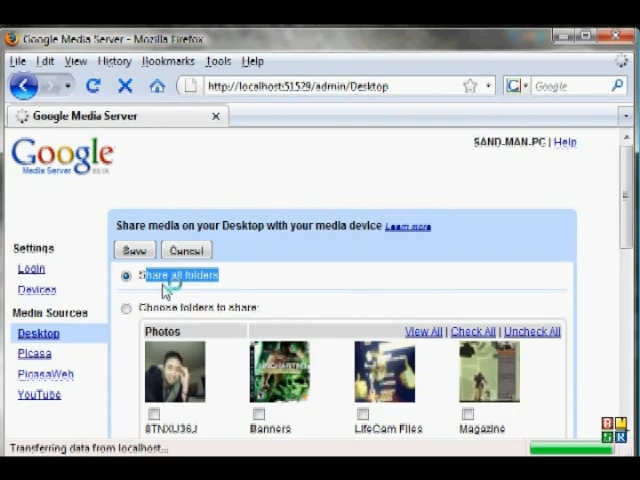 Google Media Server - Mozilla Firefox
File Edit View History Bookmarks Tools Help
http://localhost:51529/admin/Desktop
Google
Google Media Server
SAND-MAN-PC | Help
Google
Media Server BETA
Share media on your Desktop with your media device Learn more
Save Cancel
Settings
Share all folders
Login
Devices
Choose folders to share:
Media Sources
Desktop
Photos View All | Check All | Uncheck All
Picasa
PicasaWeb
YouTube
8TNXU36J Banners LifeCam Files Magazine
Transferring data from localhost...